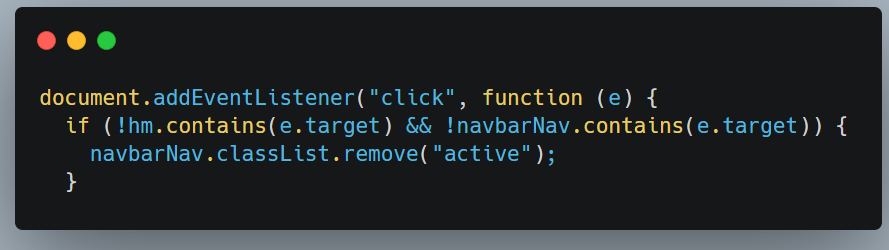 document.addEventListener("click", function (e) {
  if (!hm.contains(e.target) && !navbarNav.contains(e.target)) {
    navbarNav.classList.remove("active");
  }